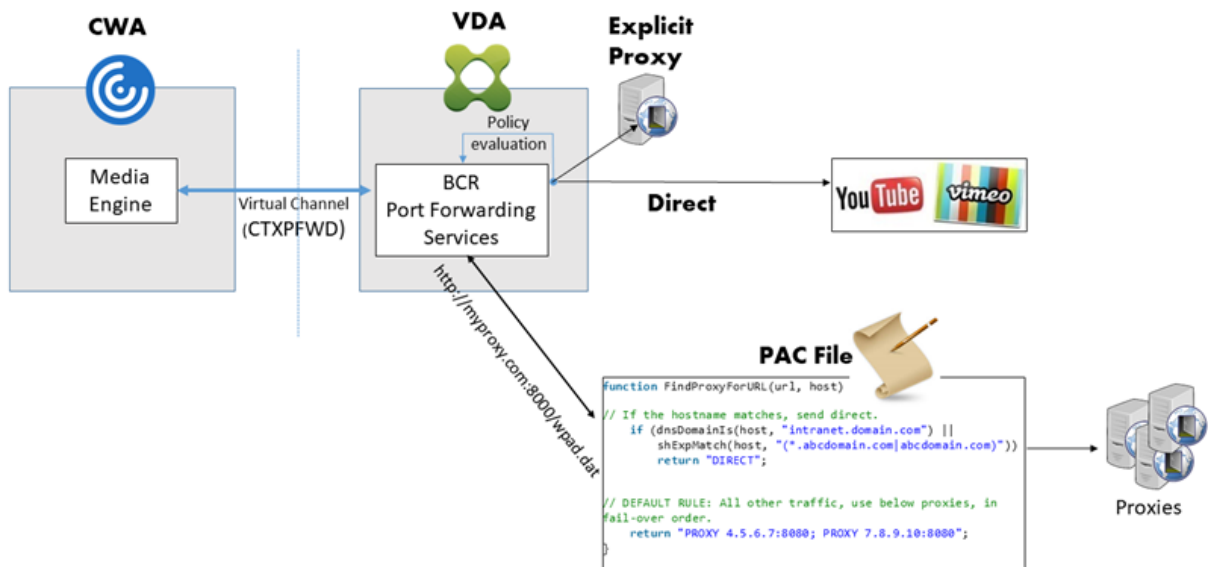 CWA
VDA
Explicit
Proxy
Policy
evaluation
Media
Engine
Virtual Channel
(CTXPFWD)
BCR
Port Forwarding
Services
Direct
YouTube
vimeo
http://myproxy.com:8000/wpad.dat
PAC File
function FindProxyForURL(url, host)
// If the hostname matches, send direct.
if (dnsDomainIs(host, "intranet.domain.com") ||
shExpMatch(host, "(*.abcdomain.com|abcdomain.com)"))
return "DIRECT";
// DEFAULT RULE: All other traffic, use below proxies, in
fail-over order.
return "PROXY 4.5.6.7:8080; PROXY 7.8.9.10:8080";
}
Proxies